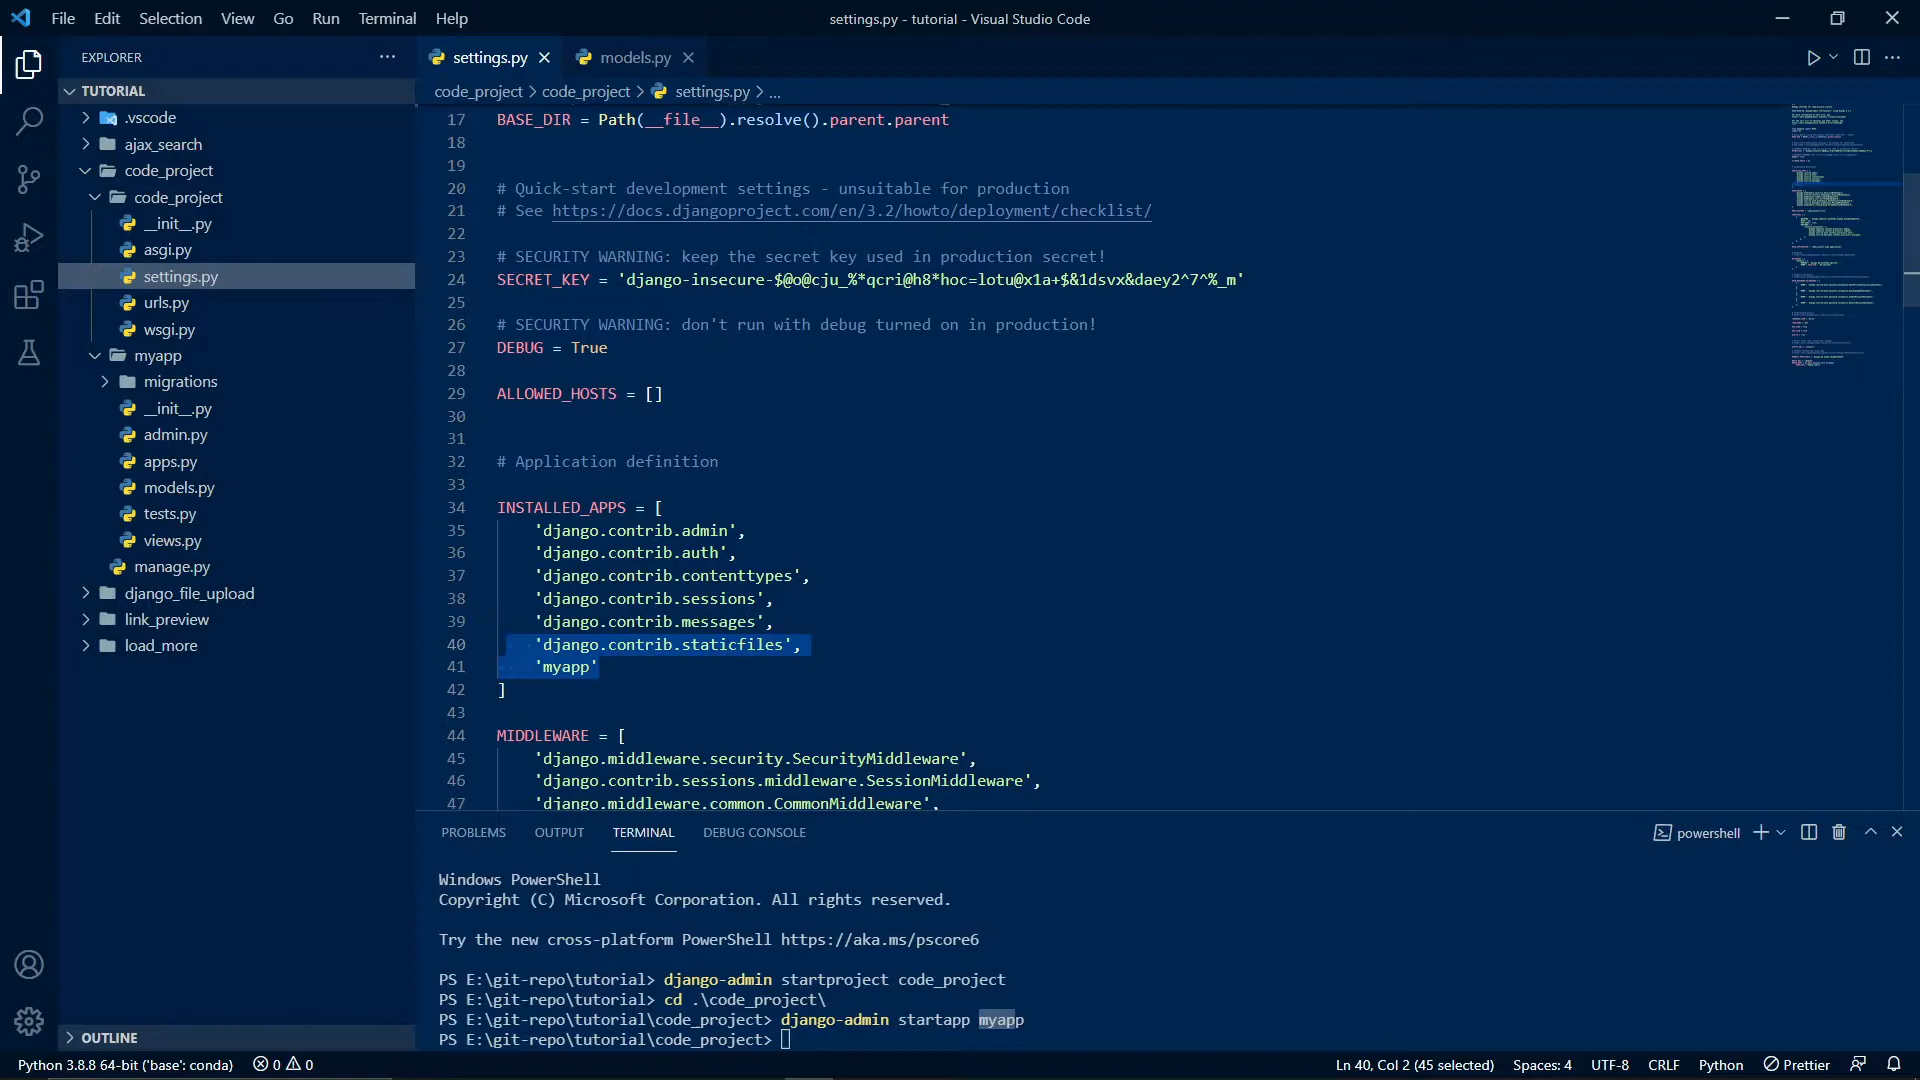 File Edit Selection View Go Run Terminal Help
settings.py - tutorial - Visual Studio Code
EXPLORER
TUTORIAL
.vscode
ajax_search
code_project
code_project
__init__.py
asgi.py
settings.py
urls.py
wsgi.py
myapp
migrations
__init__.py
admin.py
apps.py
models.py
tests.py
views.py
manage.py
django_file_upload
link_preview
load_more
OUTLINE
settings.py models.py
code_project > code_project > settings.py > ...
17 BASE_DIR = Path(__file__).resolve().parent.parent
18
19
20 # Quick-start development settings - unsuitable for production
21 # See https://docs.djangoproject.com/en/3.2/howto/deployment/checklist/
22
23 # SECURITY WARNING: keep the secret key used in production secret!
24 SECRET_KEY = 'django-insecure-$@o@cju_%*qcri@h8*hoc=lotu@x1a+$&1dsvx&daey2^7^%_m'
25
26 # SECURITY WARNING: don't run with debug turned on in production!
27 DEBUG = True
28
29 ALLOWED_HOSTS = []
30
31
32 # Application definition
33
34 INSTALLED_APPS = [
35 'django.contrib.admin',
36 'django.contrib.auth',
37 'django.contrib.contenttypes',
38 'django.contrib.sessions',
39 'django.contrib.messages',
40 'django.contrib.staticfiles',
41 'myapp'
42 ]
43
44 MIDDLEWARE = [
45 'django.middleware.security.SecurityMiddleware',
46 'django.contrib.sessions.middleware.SessionMiddleware',
47 'django.middleware.common.CommonMiddleware',
PROBLEMS OUTPUT TERMINAL DEBUG CONSOLE
powershell
Windows PowerShell
Copyright (C) Microsoft Corporation. All rights reserved.
Try the new cross-platform PowerShell https://aka.ms/pscore6
PS E:\git-repo\tutorial> django-admin startproject code_project
PS E:\git-repo\tutorial> cd .\code_project\
PS E:\git-repo\tutorial\code_project> django-admin startapp myapp
PS E:\git-repo\tutorial\code_project>
Python 3.8.8 64-bit ('base': conda) 0 0
Ln 40, Col 2 (45 selected) Spaces: 4 UTF-8 CRLF Python Prettier